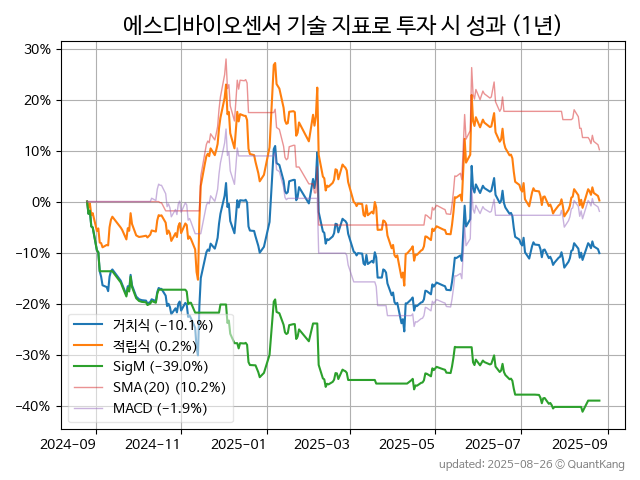 에스디바이오센서 기술 지표로 투자 시 성과 (1년)
30%
20%
10%
0%
−10%
−20%
−30%
−40%
거치식 (−10.1%)
적립식 (0.2%)
SigM (−39.0%)
SMA(20) (10.2%)
MACD (−1.9%)
2024-09 2024-11 2025-01 2025-03 2025-05 2025-07 2025-09
updated: 2025-08-26 © QuantKang